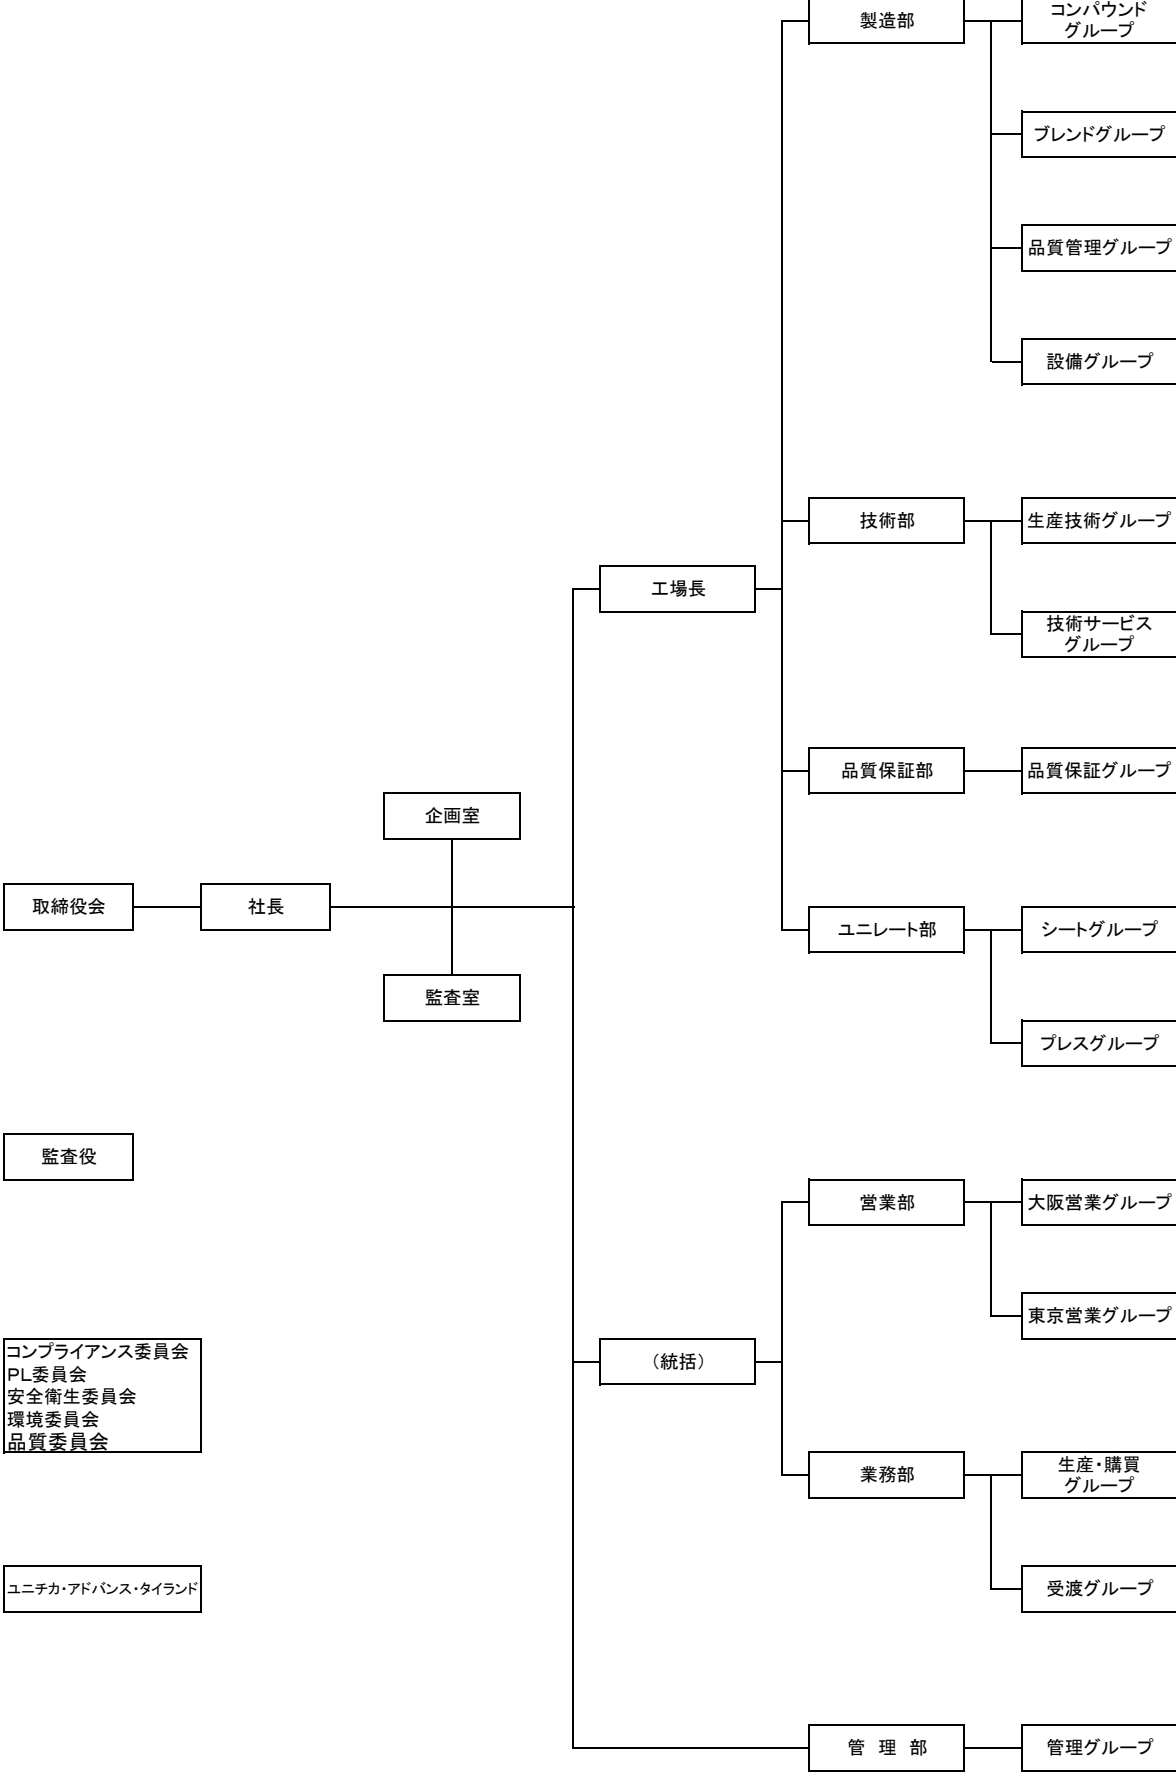 製造部
コンパウンド
グループ
ブレンドグループ
品質管理グループ
設備グループ
技術部
生産技術グループ
工場長
技術サービス
グループ
品質保証部
品質保証グループ
企画室
取締役会
社長
ユニレート部
シートグループ
監査室
プレスグループ
監査役
営業部
大阪営業グループ
東京営業グループ
コンプライアンス委員会
PL委員会
安全衛生委員会
環境委員会
品質委員会
（統括）
業務部
生産・購買
グループ
ユニチカ・アドバンス・タイランド
受渡グループ
管 理 部
管理グループ